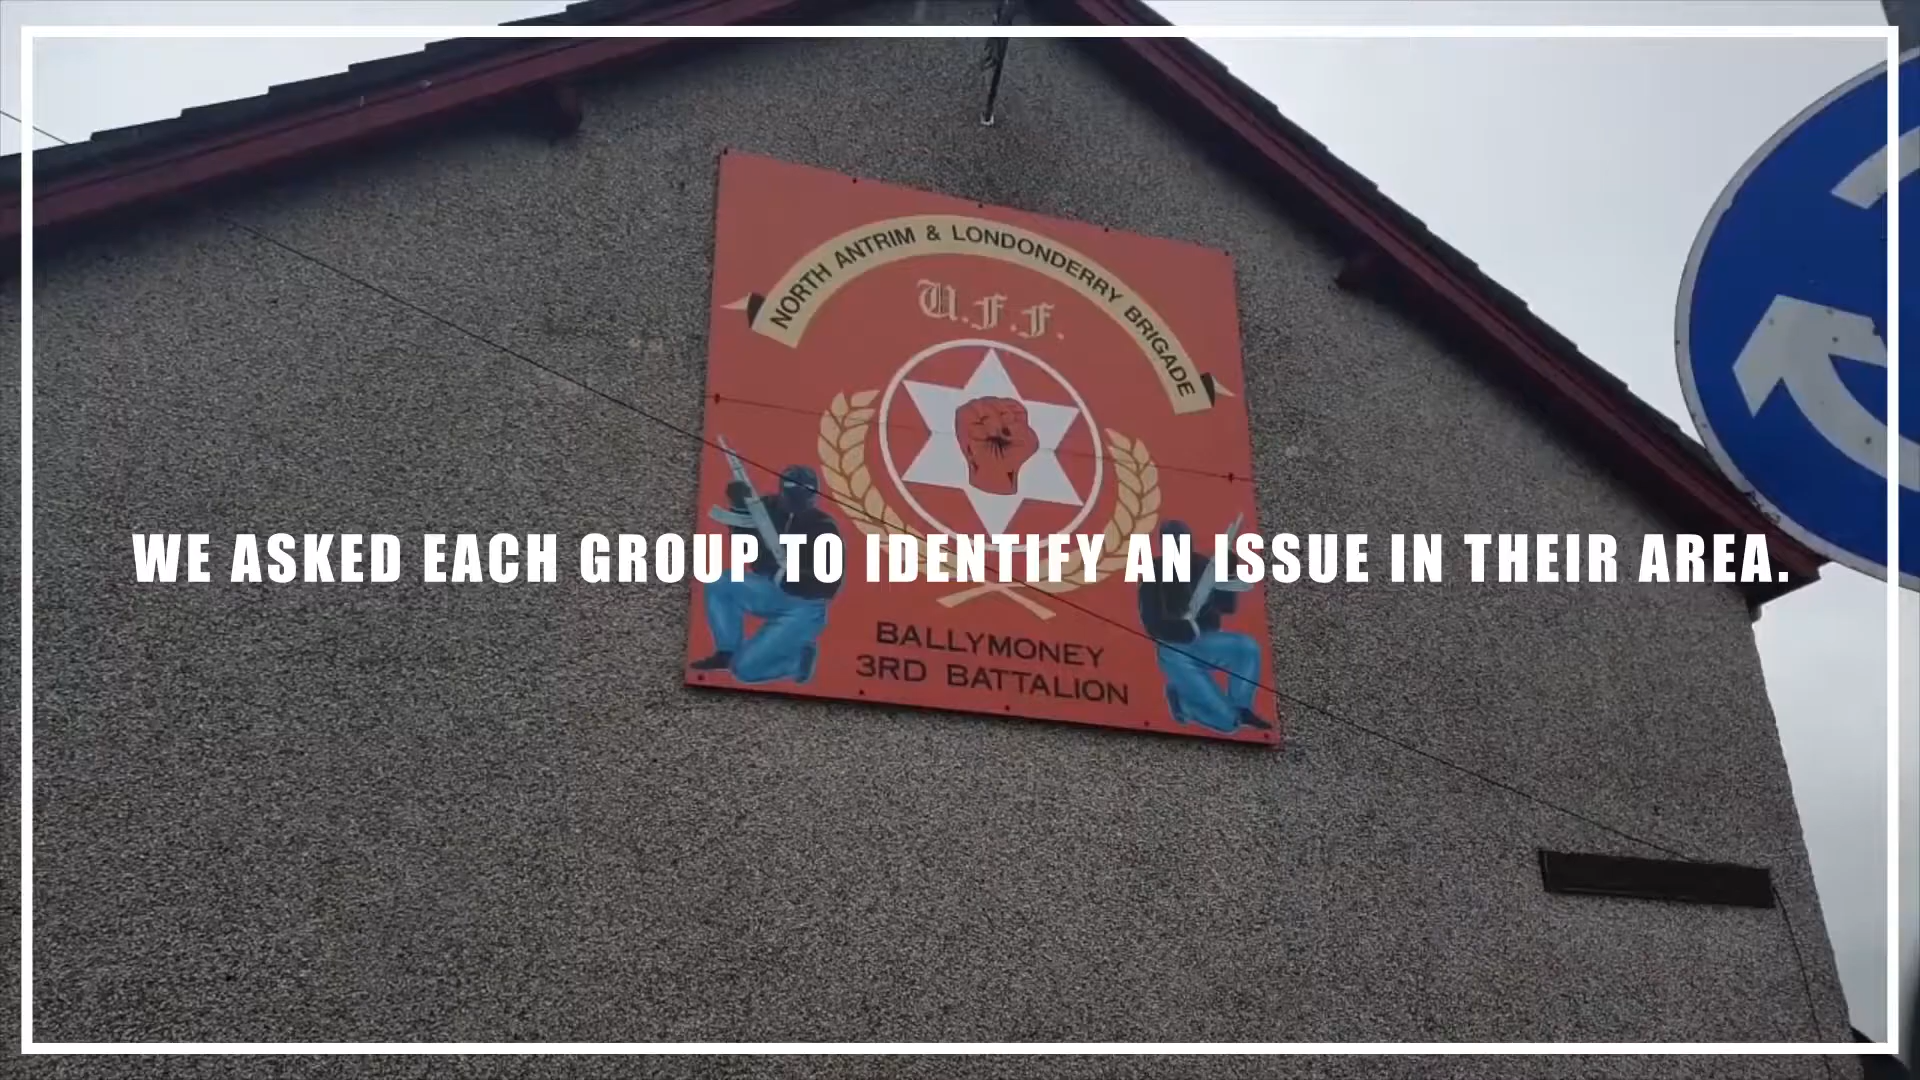 NORTH ANTRIM & LONDONDERRY BRIGADE
U.F.F.
WE ASKED EACH GROUP TO IDENTIFY AN ISSUE IN THEIR AREA.
BALLYMONEY
3RD BATTALION